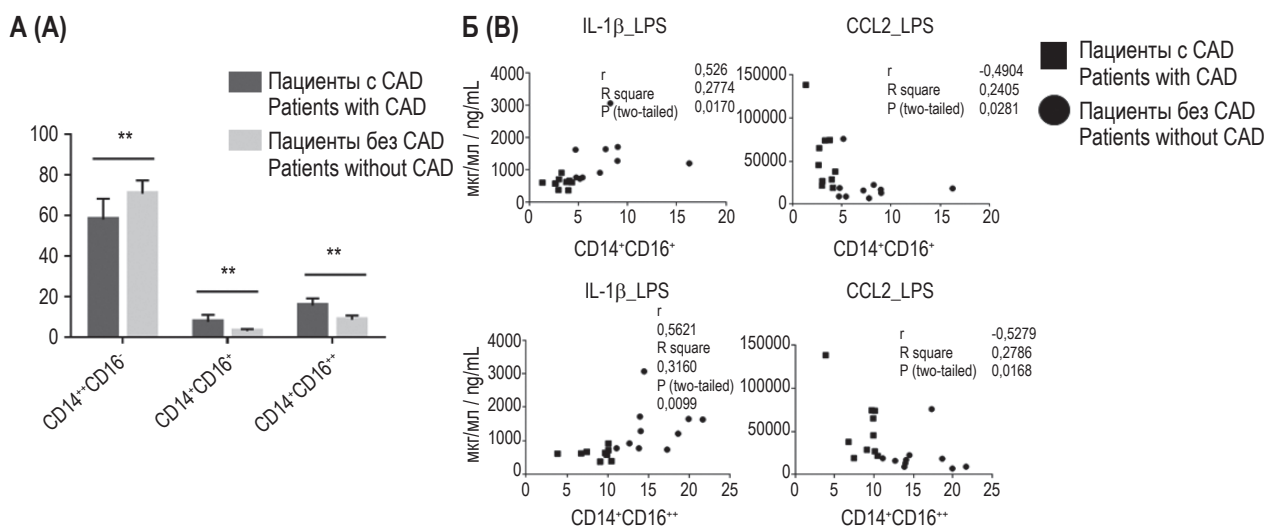 А (A)
Пациенты с CAD
Patients with CAD
Пациенты без CAD
Patients without CAD
**
**
**
100
80
60
40
20
0
CD14⁺⁺CD16⁻
CD14⁺CD16⁺
CD14⁺CD16⁺⁺
Б (B)
IL-1β_LPS
r 0,526
R square 0,2774
P (two-tailed) 0,0170
мкг/мл / ng/mL
4000
3000
2000
1000
0
0 5 10 15 20
CD14⁺CD16⁺
CCL2_LPS
r -0,4904
R square 0,2405
P (two-tailed) 0,0281
150000
100000
50000
0
0 5 10 15 20
CD14⁺CD16⁺
Пациенты с CAD
Patients with CAD
Пациенты без CAD
Patients without CAD
IL-1β_LPS
r
0,5621
R square
0,3160
P (two-tailed)
0,0099
мкг/мл / ng/mL
4000
3000
2000
1000
0
0 5 10 15 20 25
CD14⁺CD16⁺⁺
CCL2_LPS
r -0,5279
R square 0,2786
P (two-tailed) 0,0168
150000
100000
50000
0
0 5 10 15 20 25
CD14⁺CD16⁺⁺